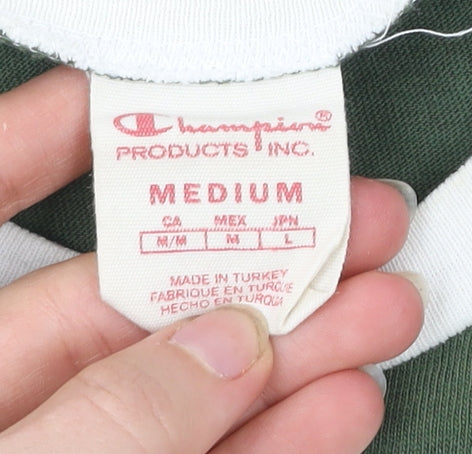 Champion®
PRODUCTS INC.
MEDIUM
CA MEX JPN
M/M M L
MADE IN TURKEY
FABRIQUE EN TURQUIE
HECHO EN TURQUIA